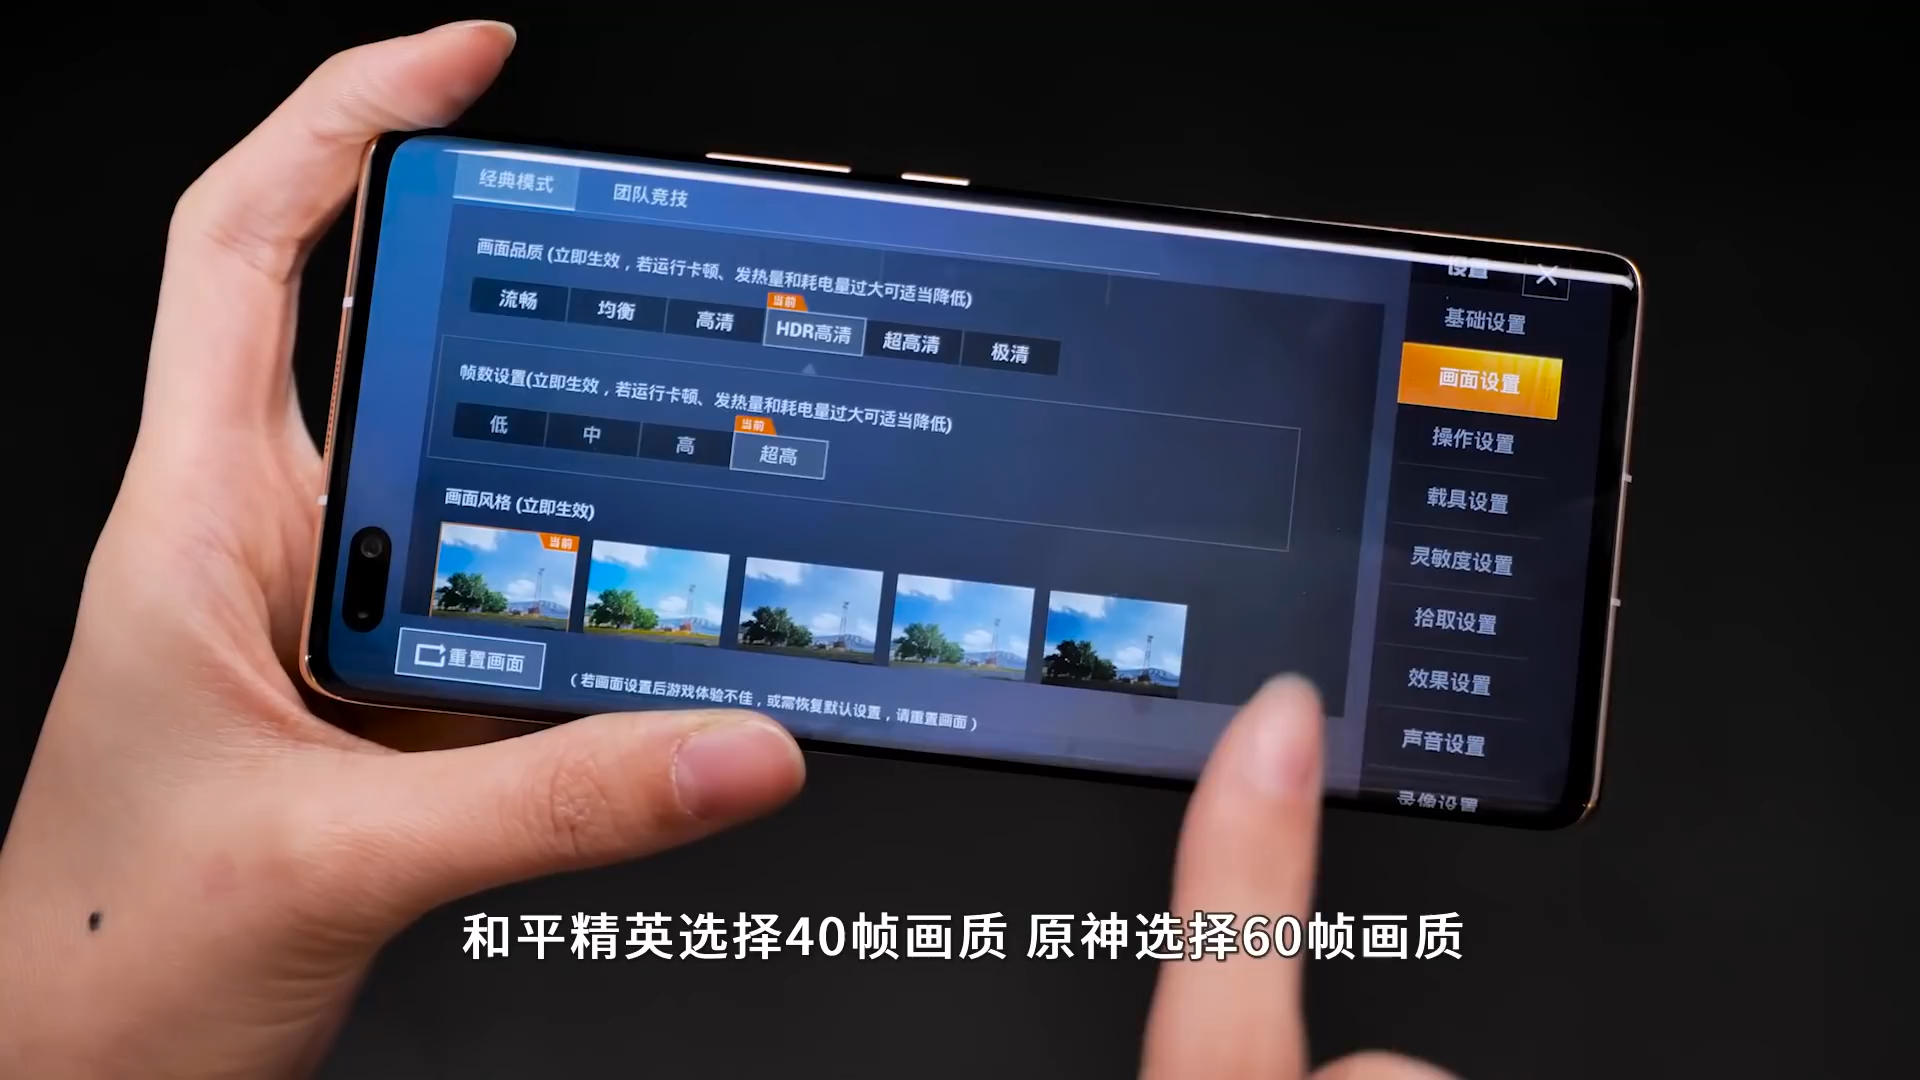 经典模式
团队竞技
画面品质 (立即生效，若运行卡顿、发热量和耗电量过大可适当降低)
流畅
均衡
高清
当前
HDR高清
超高清
极清
帧数设置(立即生效，若运行卡顿、发热量和耗电量过大可适当降低)
低
中
高
当前
超高
画面风格 (立即生效)
当前
重置画面
（若画面设置后游戏体验不佳，或需恢复默认设置，请重置画面）
设置
基础设置
画面设置
操作设置
载具设置
灵敏度设置
拾取设置
效果设置
声音设置
录像设置
和平精英选择40帧画质 原神选择60帧画质